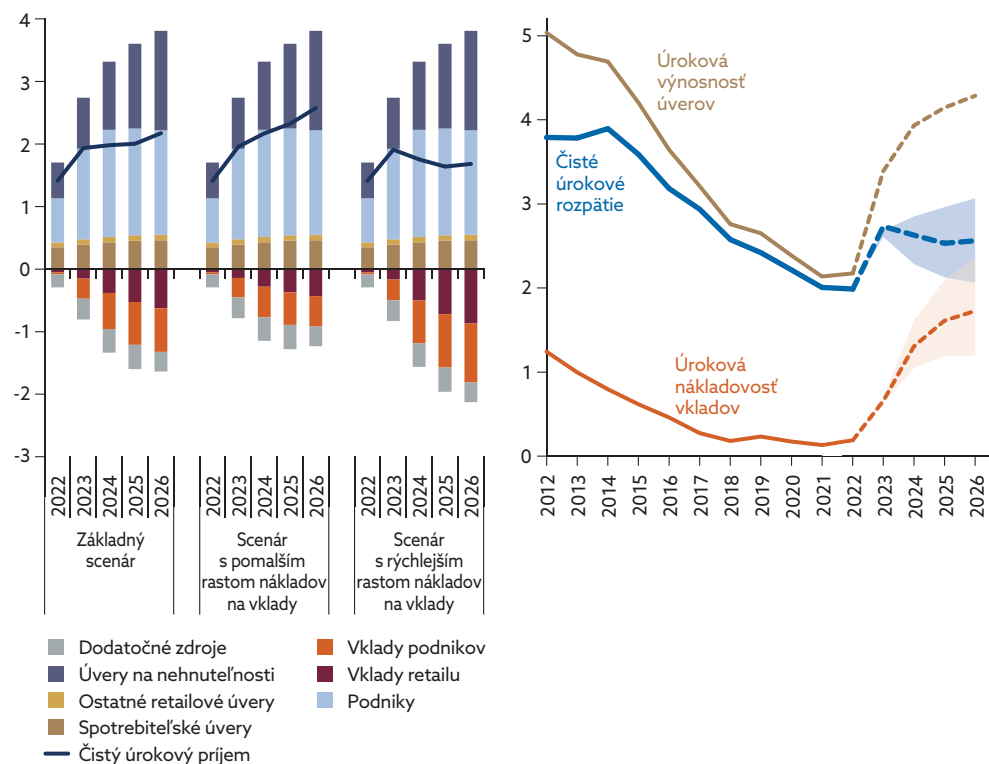 4
3
2
1
0
-1
-2
-3
2022
2023
2024
2025
2026
2022
2023
2024
2025
2026
2022
2023
2024
2025
2026
Základný
scenár
Scenár
s pomalším
rastom nákladov
na vklady
Scenár
s rýchlejším
rastom nákladov
na vklady
Dodatočné zdroje
Úvery na nehnuteľnosti
Ostatné retailové úvery
Spotrebiteľské úvery
Čistý úrokový príjem
Vklady podnikov
Vklady retailu
Podniky
5
4
3
2
1
0
Úroková
výnosnosť
úverov
Čisté
úrokové
rozpätie
Úroková
nákladovosť
vkladov
2012
2013
2014
2015
2016
2017
2018
2019
2020
2021
2022
2023
2024
2025
2026